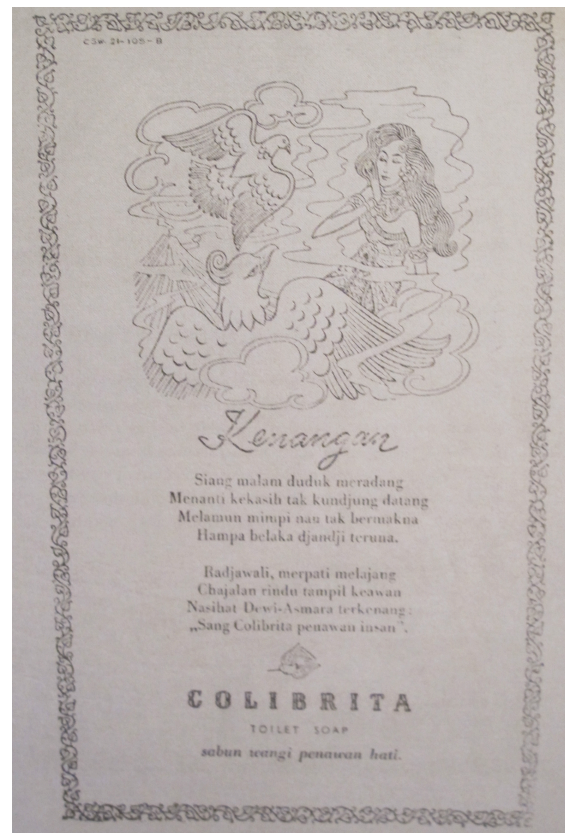 CSW 21-105-B
Kenangan
Siang malam duduk meradang
Menanti kekasih tak kundjung datang
Melamun mimpi nan tak bermakna
Hampa belaka djandji teruna.
Radjawali, merpati melajang
Chajalan rindu tampil keawan
Nasihat Dewi-Asmara terkenang:
„Sang Colibrita penawan insan".
COLIBRITA
TOILET SOAP
sabun wangi penawan hati.